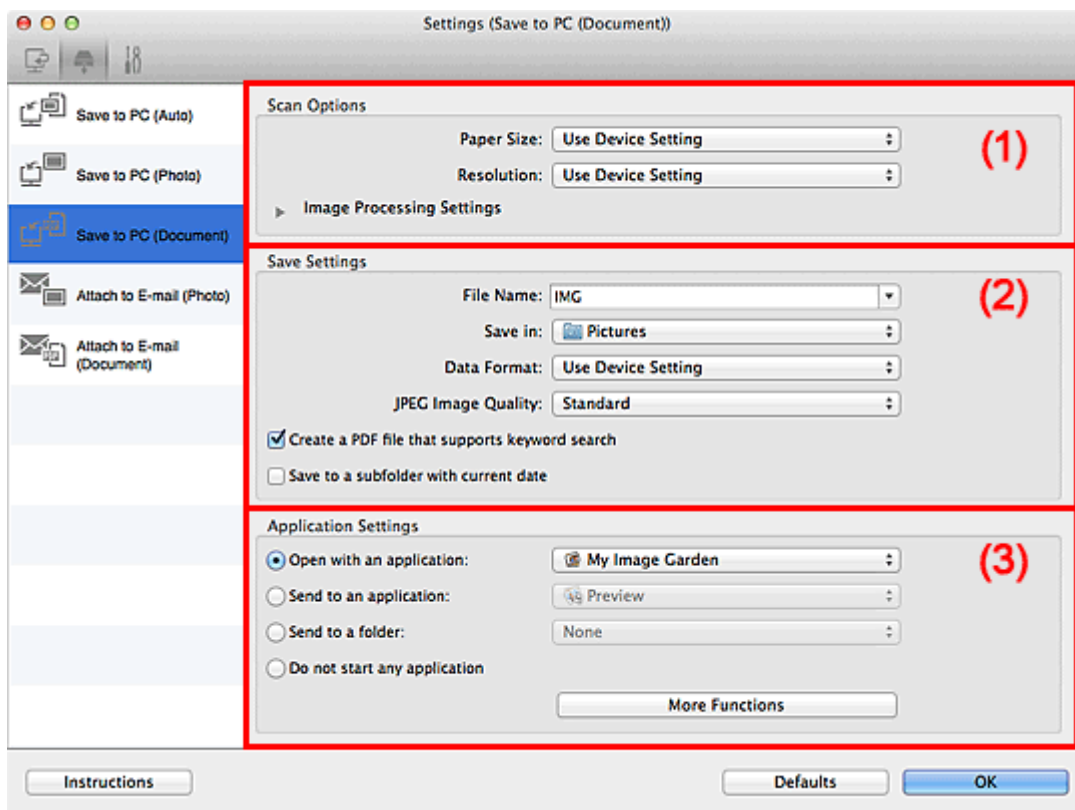 Settings (Save to PC (Document))
Save to PC (Auto)
Save to PC (Photo)
Save to PC (Document)
Attach to E-mail (Photo)
Attach to E-mail
(Document)
Scan Options
(1)
Paper Size: Use Device Setting
Resolution: Use Device Setting
Image Processing Settings
Save Settings
(2)
File Name: IMG
Save in: Pictures
Data Format: Use Device Setting
JPEG Image Quality: Standard
Create a PDF file that supports keyword search
Save to a subfolder with current date
Application Settings
(3)
Open with an application: My Image Garden
Send to an application: Preview
Send to a folder: None
Do not start any application
More Functions
Instructions
Defaults
OK